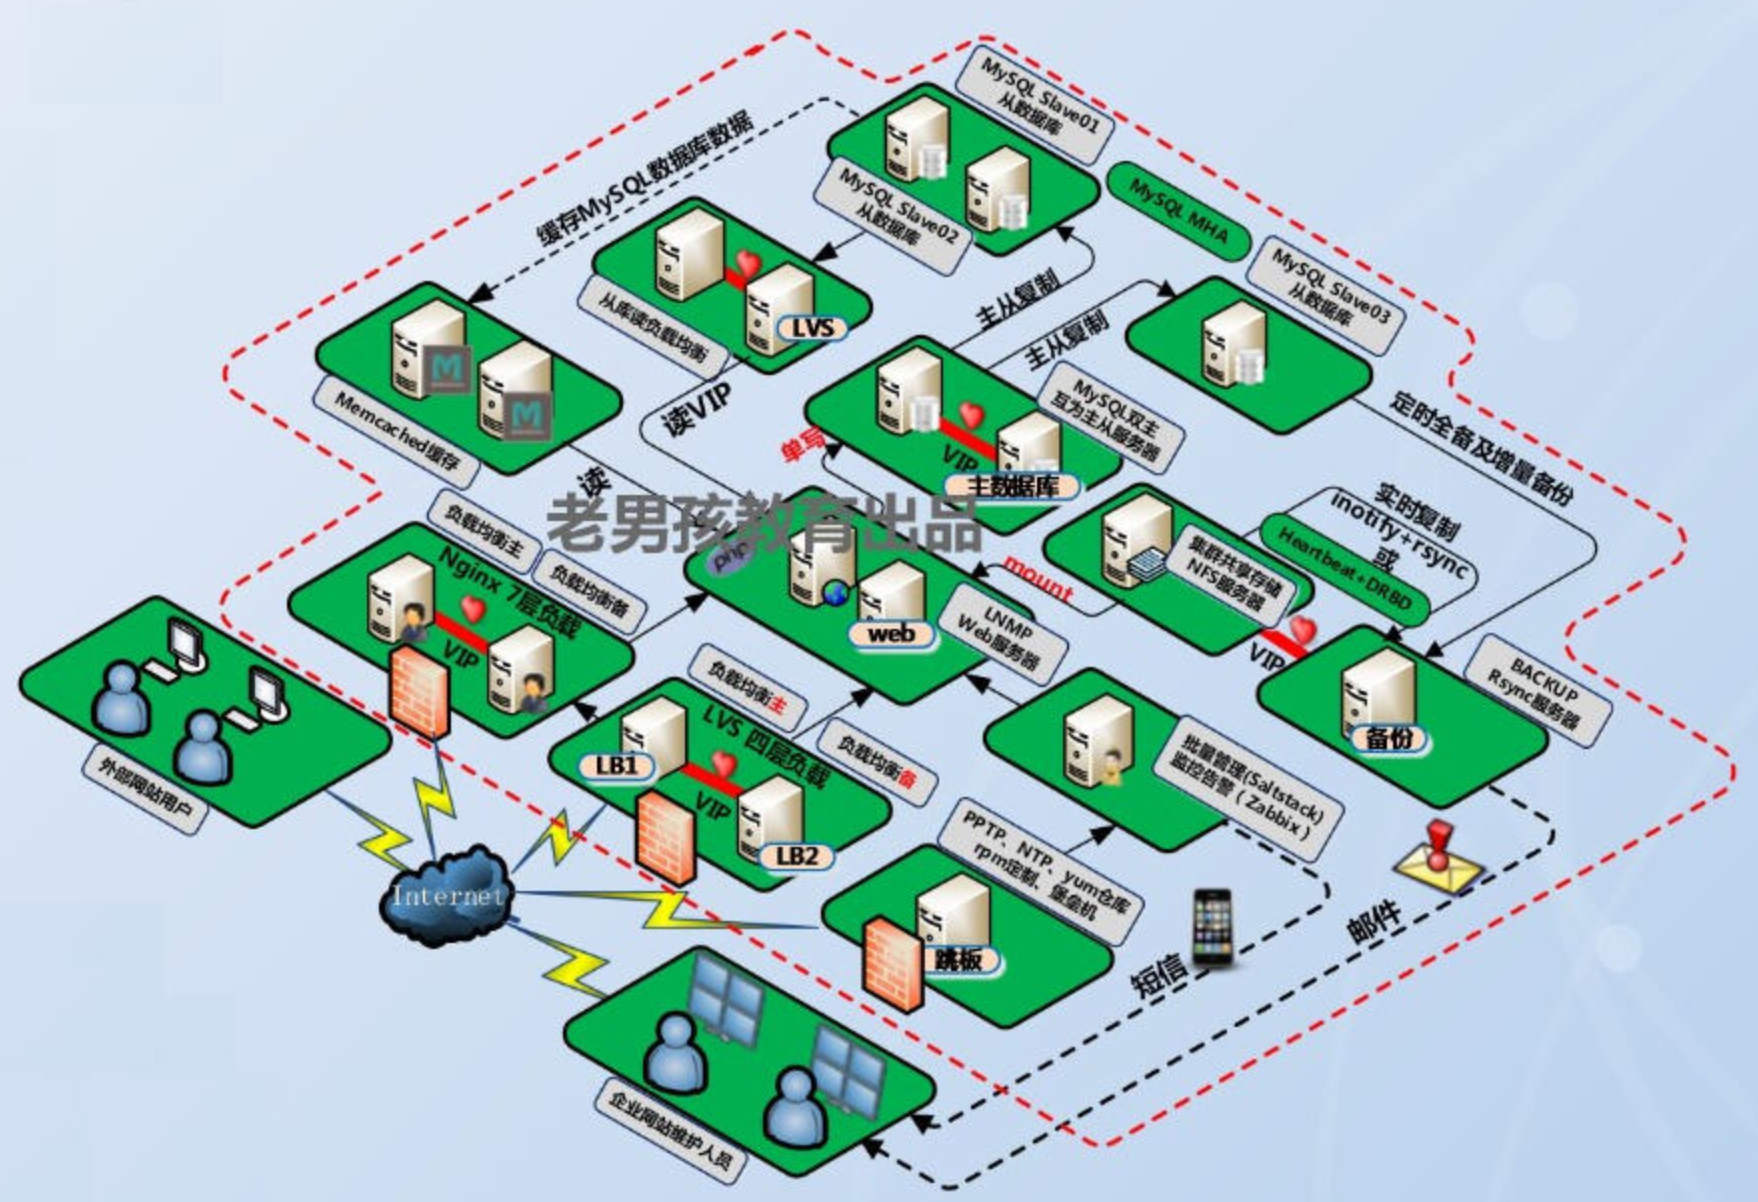 MySQL Slave01
从数据库
缓存MySQL数据库数据
MySQL Slave02
从数据库
MySQL MHA
MySQL Slave03
从数据库
LVS
从库读负载均衡
主从复制
主从复制
Memcached缓存
读VIP
读
单写
MySQL双主
互为主从服务器
VIP
主数据库
定时全备及增量备份
实时复制
inotify+rsync
或
Heartbeat+DRBD
老男孩教育出品
负载均衡主
负载均衡备
Nginx 7层负载
VIP
php
web
mount
集群共享存储
NFS服务器
LNMP
Web服务器
VIP
BACKUP
Rsync服务器
备份
负载均衡主
LVS 四层负载
负载均衡备
LB1
VIP
LB2
外部网站用户
批量管理(Saltstack)
监控告警(Zabbix)
PPTP、NTP、yum仓库
rpm定制、堡垒机
跳板
Internet
短信
邮件
企业网站维护人员
M
M